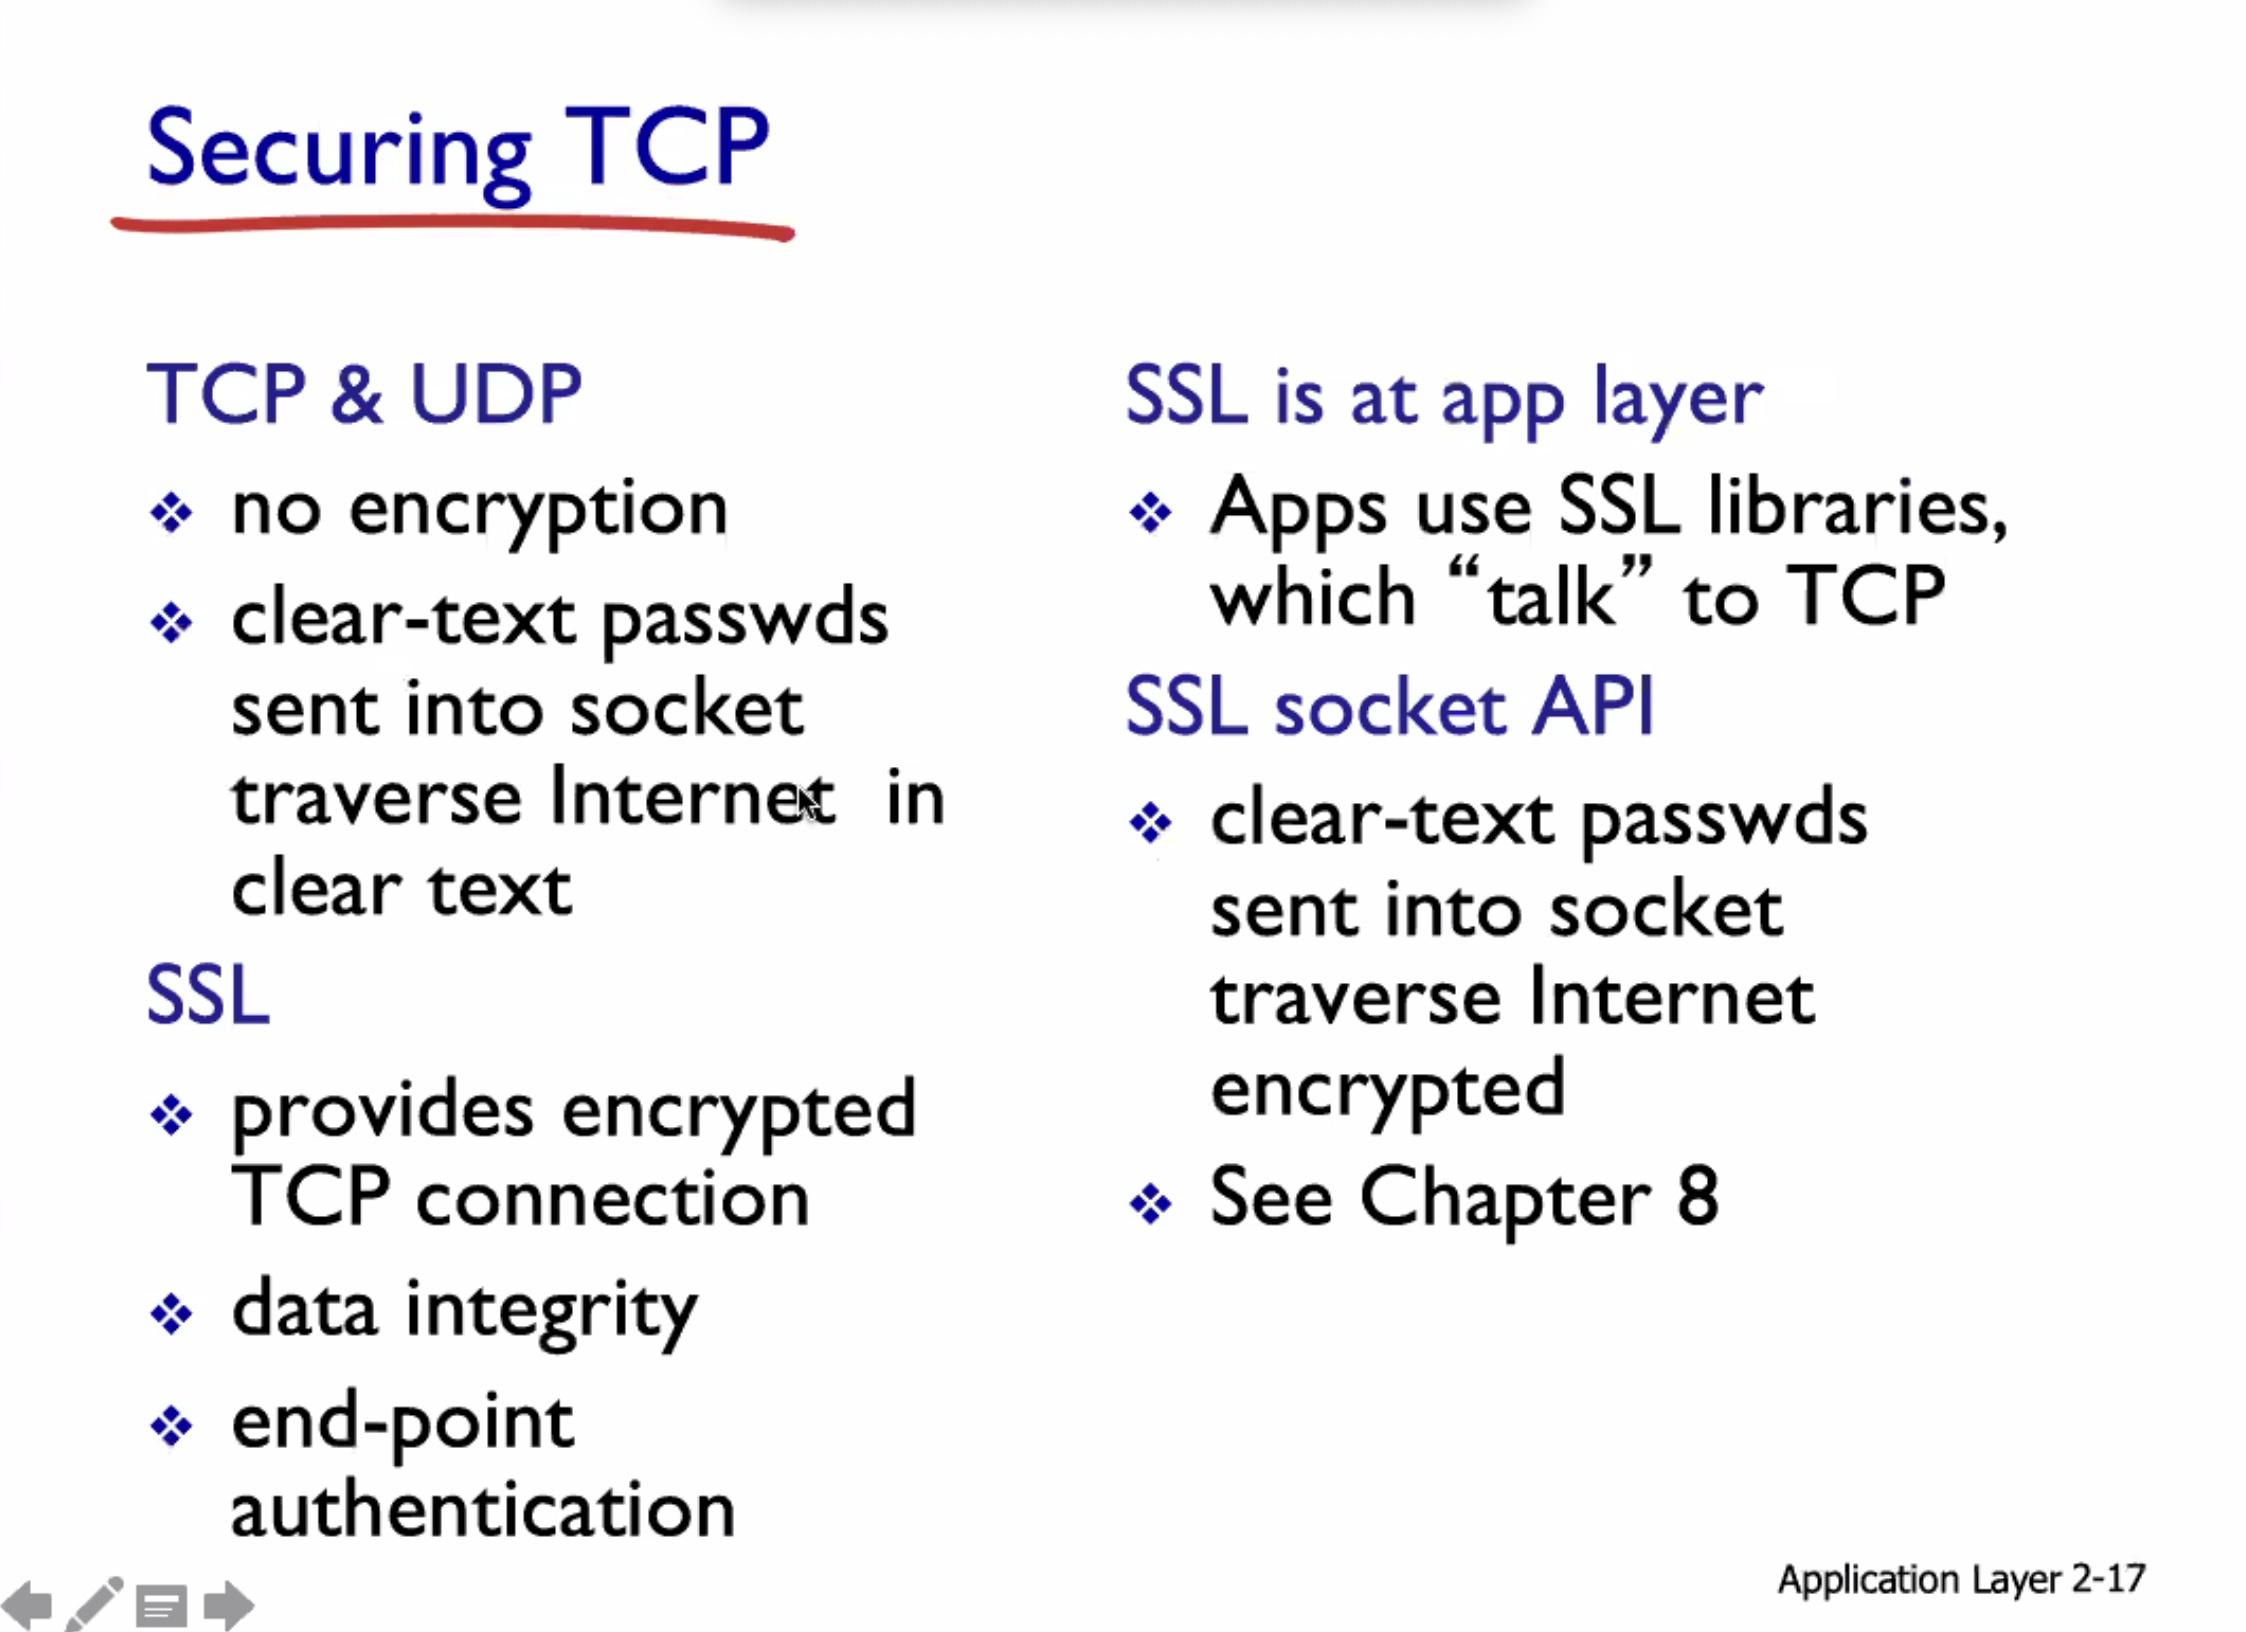 Securing TCP
TCP & UDP
no encryption
clear-text passwds
sent into socket
traverse Internet in
clear text
SSL
provides encrypted
TCP connection
data integrity
end-point
authentication
SSL is at app layer
Apps use SSL libraries,
which “talk” to TCP
SSL socket API
clear-text passwds
sent into socket
traverse Internet
encrypted
See Chapter 8
Application Layer 2-17